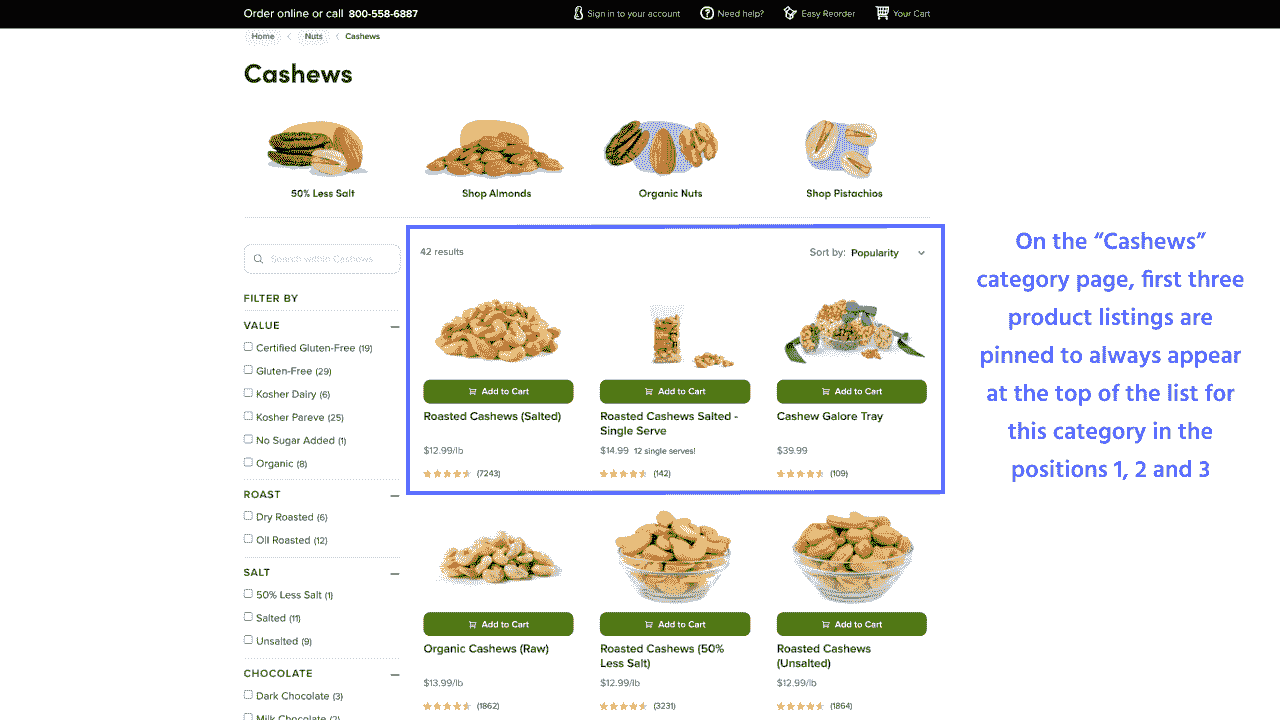 Order online or call 800-558-6887
Sign in to your account
Need help?
Easy Reorder
Your Cart
Home
Nuts
Cashews
Cashews
50% Less Salt
Shop Almonds
Organic Nuts
Shop Pistachios
Search within Cashews
FILTER BY
VALUE
Certified Gluten-Free (19)
Gluten-Free (29)
Kosher Dairy (6)
Kosher Pareve (25)
No Sugar Added (1)
Organic (8)
ROAST
Dry Roasted (6)
Oil Roasted (12)
SALT
50% Less Salt (1)
Salted (11)
Unsalted (9)
CHOCOLATE
Dark Chocolate (3)
Milk Chocolate (2)
42 results
Sort by: Popularity
Add to Cart
Roasted Cashews (Salted)
$12.99/lb
(7243)
Add to Cart
Roasted Cashews Salted -
Single Serve
$14.99 12 single serves!
(142)
Add to Cart
Cashew Galore Tray
$39.99
(109)
Add to Cart
Organic Cashews (Raw)
$13.99/lb
(1862)
Add to Cart
Roasted Cashews (50%
Less Salt)
$12.99/lb
(3231)
Add to Cart
Roasted Cashews
(Unsalted)
$12.99/lb
(1864)
On the “Cashews”
category page, first three
product listings are
pinned to always appear
at the top of the list for
this category in the
positions 1, 2 and 3